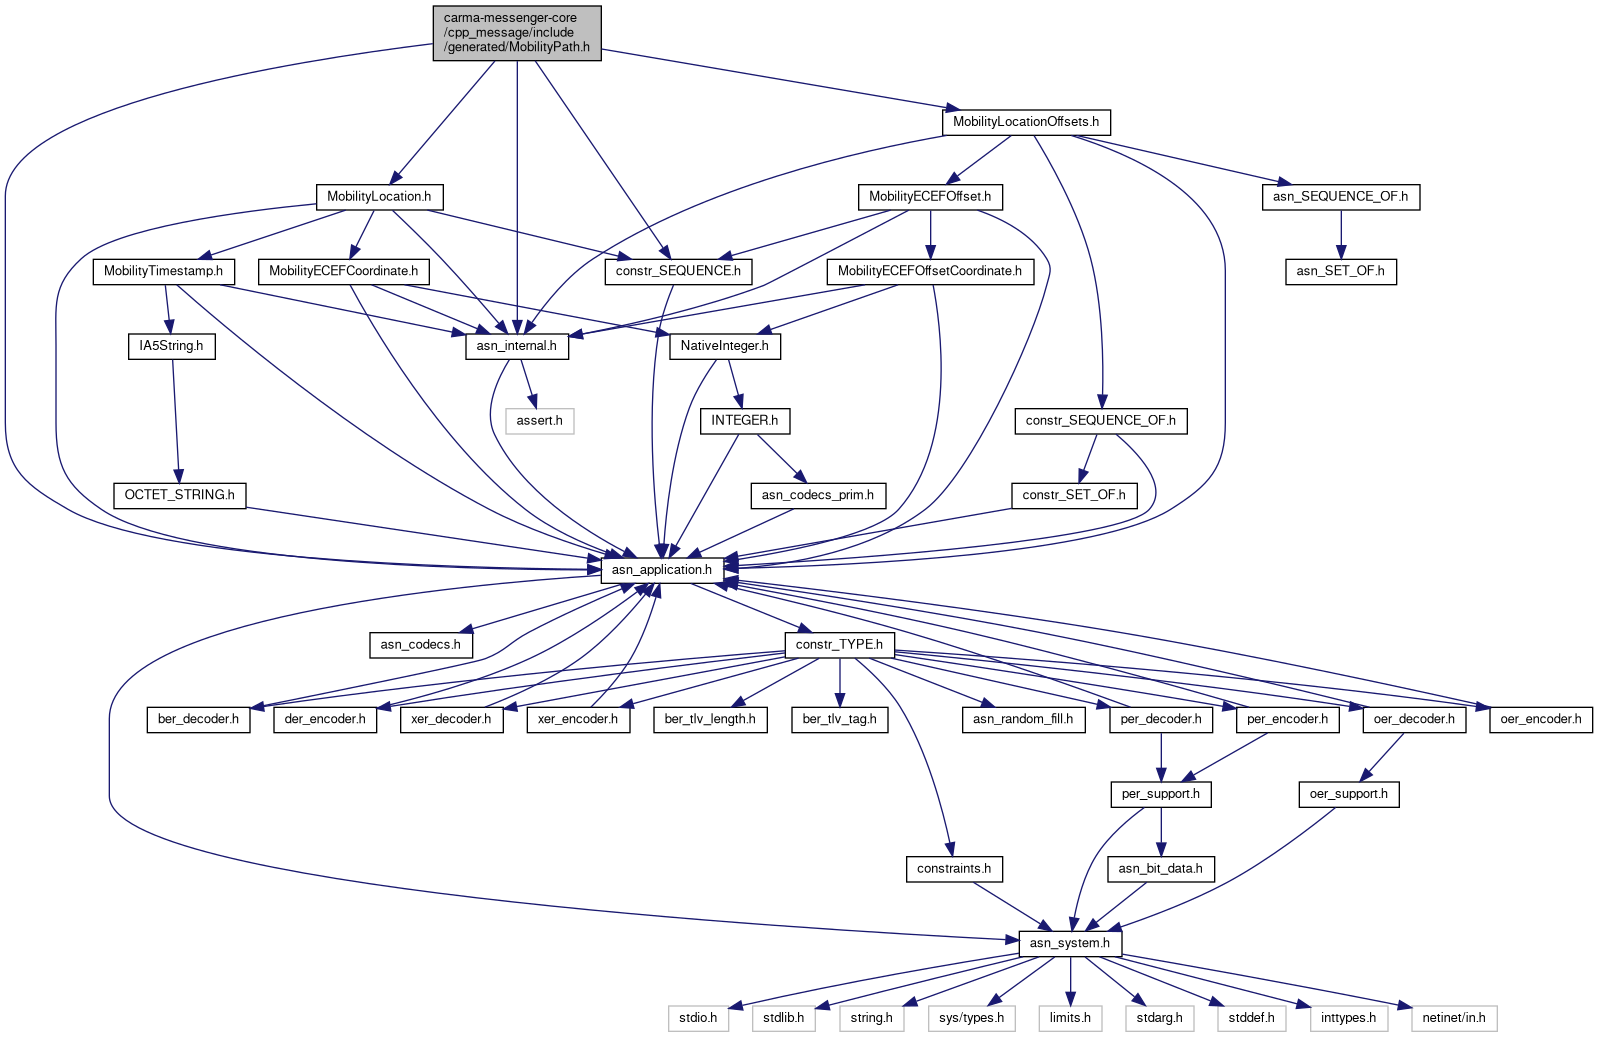 carma-messenger-core
/cpp_message/include
/generated/MobilityPath.h
MobilityLocationOffsets.h
MobilityLocation.h
MobilityECEFOffset.h
asn_SEQUENCE_OF.h
MobilityTimestamp.h
MobilityECEFCoordinate.h
constr_SEQUENCE.h
MobilityECEFOffsetCoordinate.h
asn_SET_OF.h
IA5String.h
asn_internal.h
NativeInteger.h
assert.h
INTEGER.h
constr_SEQUENCE_OF.h
OCTET_STRING.h
asn_codecs_prim.h
constr_SET_OF.h
asn_application.h
asn_codecs.h
constr_TYPE.h
ber_decoder.h
der_encoder.h
xer_decoder.h
xer_encoder.h
ber_tlv_length.h
ber_tlv_tag.h
asn_random_fill.h
per_decoder.h
per_encoder.h
oer_decoder.h
oer_encoder.h
per_support.h
oer_support.h
constraints.h
asn_bit_data.h
asn_system.h
stdio.h
stdlib.h
string.h
sys/types.h
limits.h
stdarg.h
stddef.h
inttypes.h
netinet/in.h